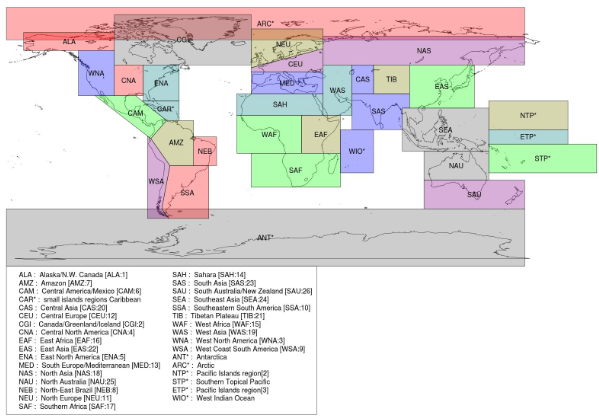 ARC*
ALA
CGI
NEU
NAS
CEU
WNA
CNA
ENA
MED
WAS
CAS
TIB
EAS
CAM
CAR*
SAH
SAS
SEA
NTP*
ETP*
STP*
AMZ
NEB
WAF
EAF
WIO*
WSA
SSA
SAF
NAU
SAU
ANT*
ALA : Alaska/N.W. Canada [ALA:1]
AMZ : Amazon [AMZ:7]
CAM : Central America/Mexico [CAM:6]
CAR* : small islands regions Caribbean
CAS : Central Asia [CAS:20]
CEU : Central Europe [CEU:12]
CGI : Canada/Greenland/Iceland [CGI:2]
CNA : Central North America [CNA:4]
EAF : East Africa [EAF:16]
EAS : East Asia [EAS:22]
ENA : East North America [ENA:5]
MED : South Europe/Mediterranean [MED:13]
NAS : North Asia [NAS:18]
NAU : North Australia [NAU:25]
NEB : North-East Brazil [NEB:8]
NEU : North Europe [NEU:11]
SAF : Southern Africa [SAF:17]
SAH : Sahara [SAH:14]
SAS : South Asia [SAS:23]
SAU : South Australia/New Zealand [SAU:26]
SEA : Southeast Asia [SEA:24]
SSA : Southeastern South America [SSA:10]
TIB : Tibetan Plateau [TIB:21]
WAF : West Africa [WAF:15]
WAS : West Asia [WAS:19]
WNA : West North America [WNA:3]
WSA : West Coast South America [WSA:9]
ANT* : Antarctica
ARC* : Arctic
NTP* : Pacific Islands region[2]
STP* : Southern Topical Pacific
ETP* : Pacific Islands region[3]
WIO* : West Indian Ocean